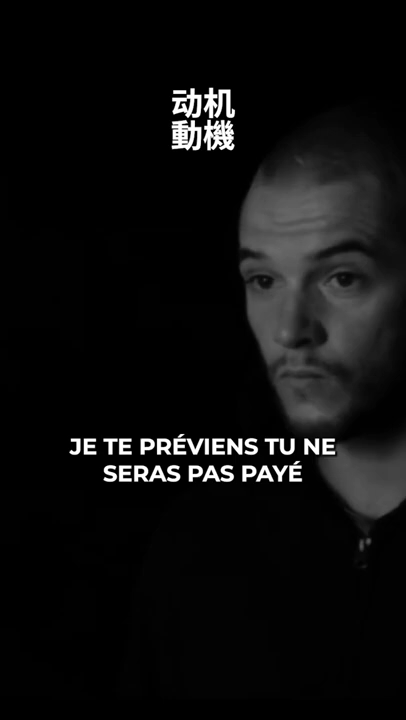 动机
動機
JE TE PRÉVIENS TU NE
SERAS PAS PAYÉ